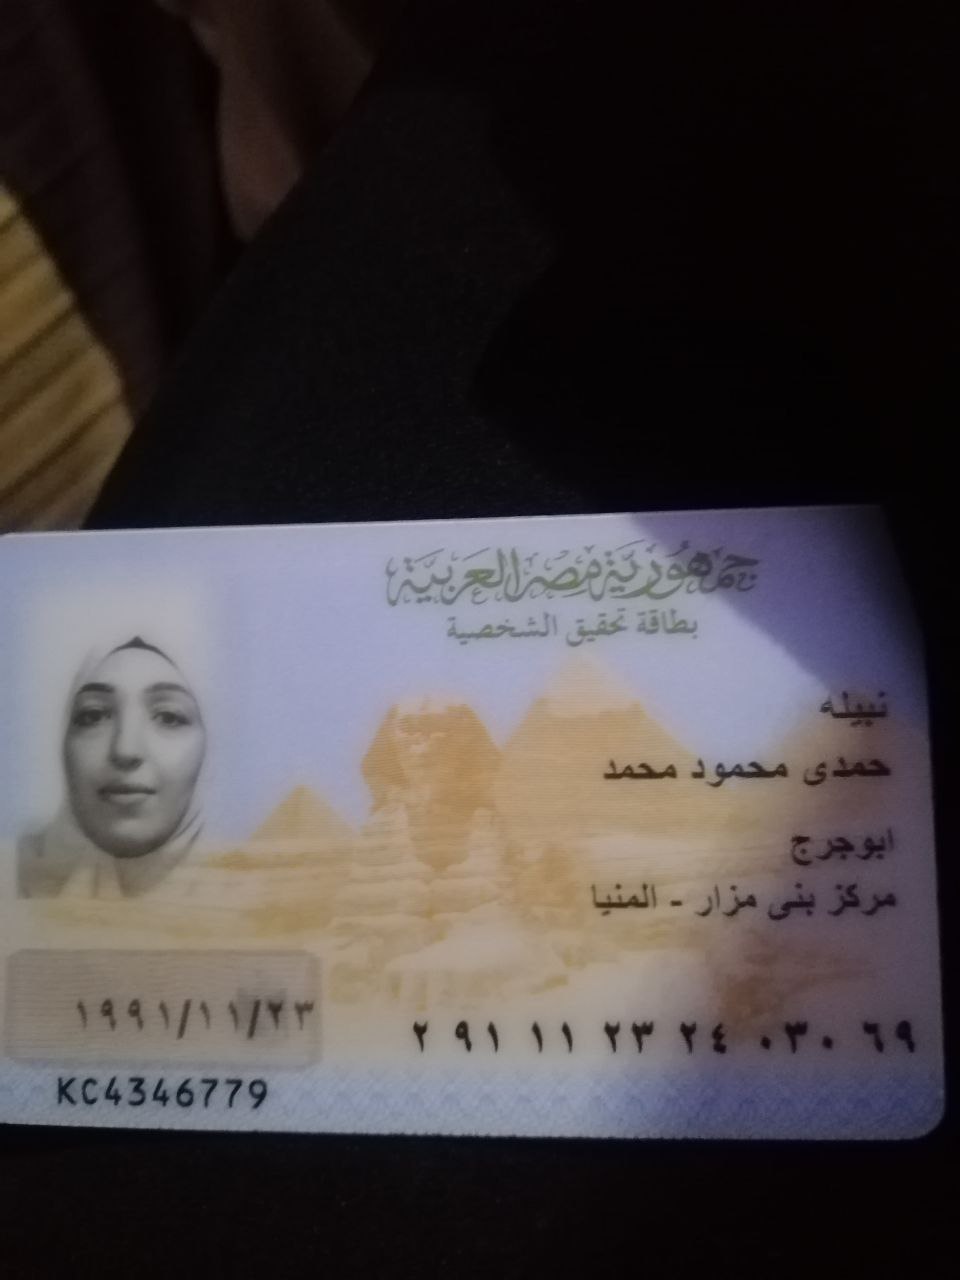 جمهورية مصر العربية
بطاقة تحقيق الشخصية
نبيله
حمدى محمود محمد
ابوجرج
مركز بنى مزار - المنيا
١٩٩١/١١/٢٣
٢ ٩١ ١١ ٢٣ ٢٤ ٠٣٠ ٦٩
KC4346779